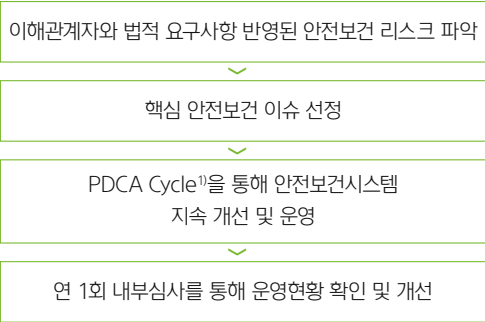 이해관계자와 법적 요구사항 반영된 안전보건 리스크 파악
핵심 안전보건 이슈 선정
PDCA Cycle¹⁾을 통해 안전보건시스템
지속 개선 및 운영
연 1회 내부심사를 통해 운영현황 확인 및 개선